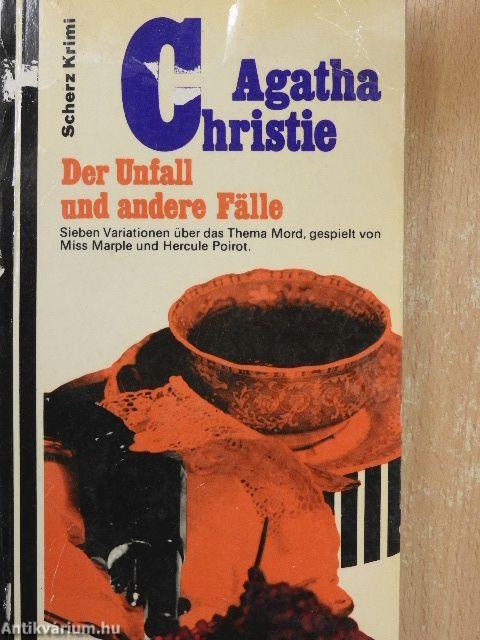 Scherz Krimi
Agatha
Christie
Der Unfall
und andere Fälle
Sieben Variationen über das Thema Mord, gespielt von
Miss Marple und Hercule Poirot.
Antikvárium.hu